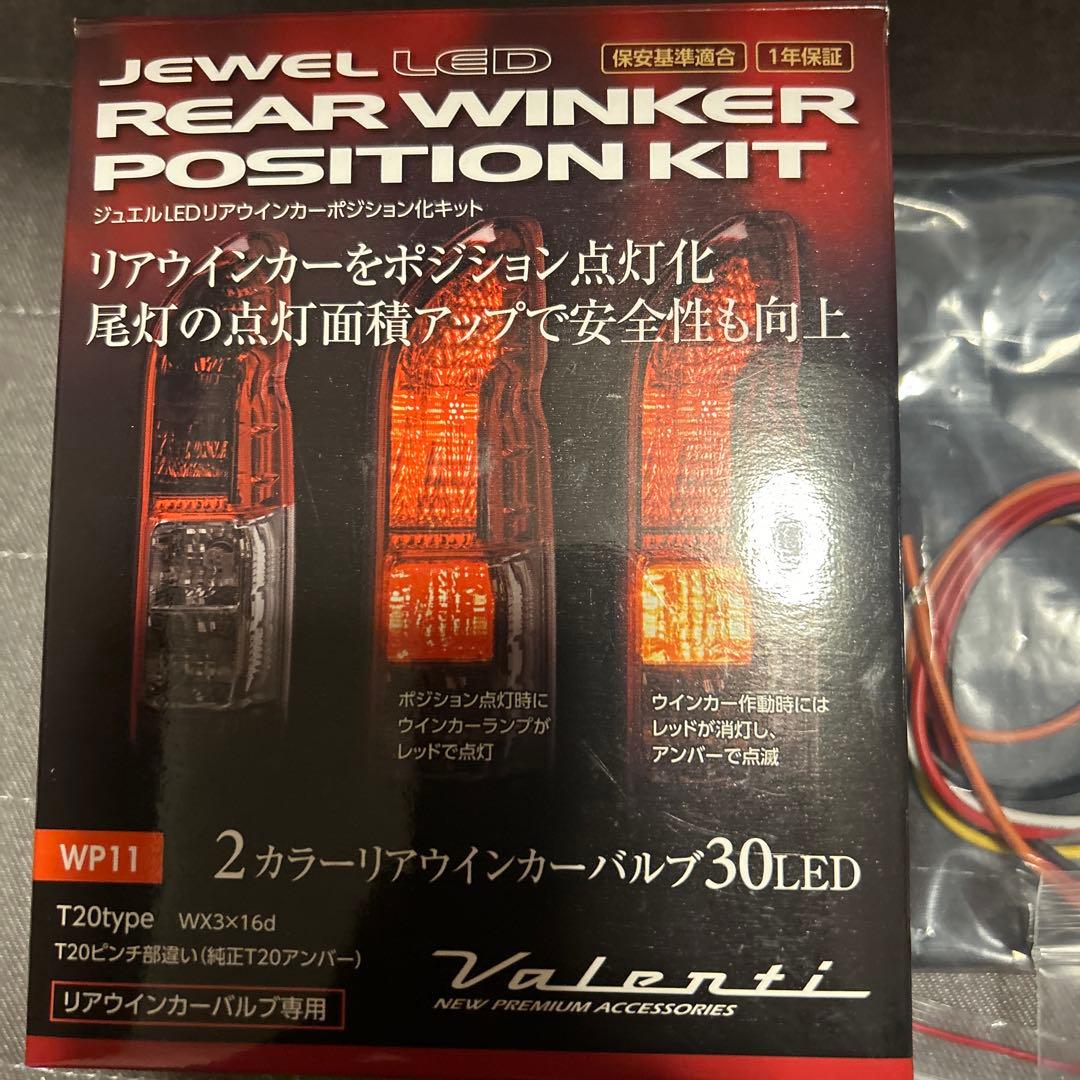 JEWEL LED
保安基準適合
1年保証
REAR WINKER
POSITION KIT
ジュエルLEDリアウインカーポジション化キット
リアウインカーをポジション点灯化
尾灯の点灯面積アップで安全性も向上
ポジション点灯時に
ウインカーランプが
レッドで点灯
ウインカー作動時には
レッドが消灯し、
アンバーで点滅
WP11
2カラーリアウインカーバルブ30LED
T20type WX3×16d
T20ピンチ部違い(純正T20アンバー)
リアウインカーバルブ専用
Valenti
NEW PREMIUM ACCESSORIES